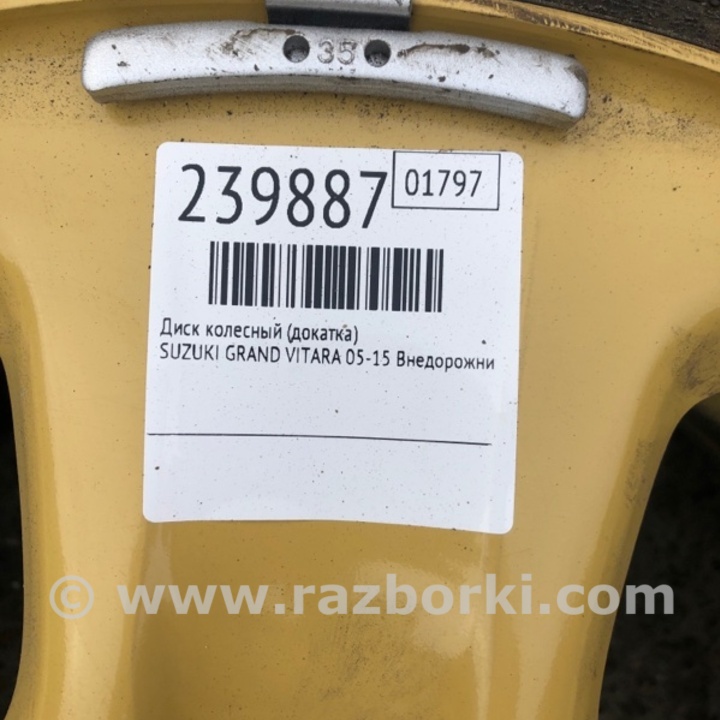 35
239887
01797
Диск колесный (докатка)
SUZUKI GRAND VITARA 05-15 Внедорожни
© www.razborki.com